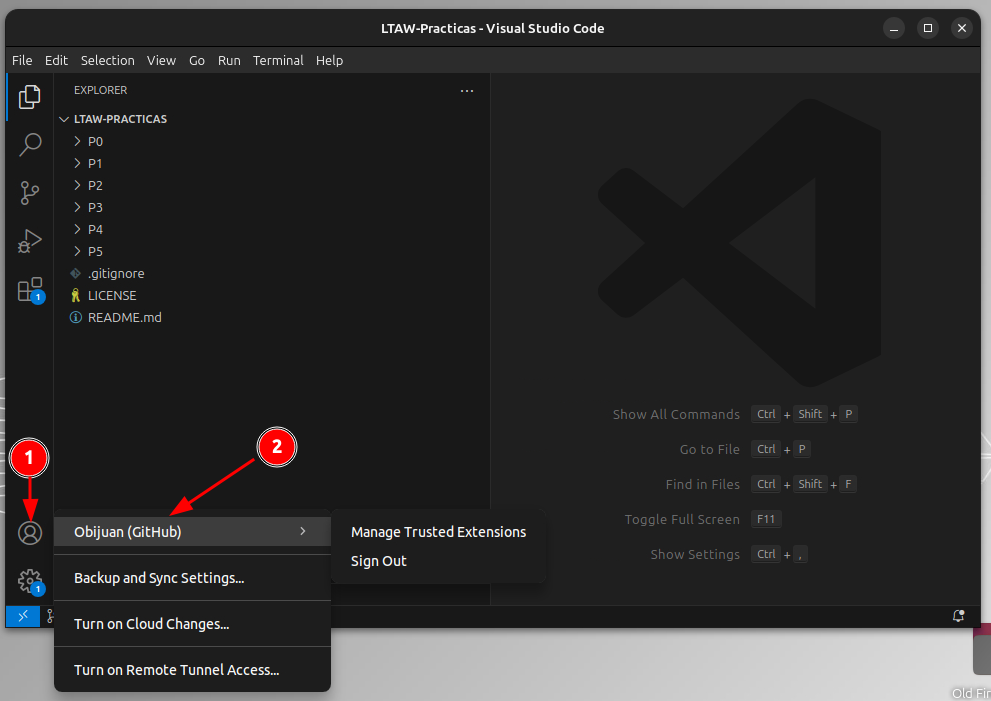 LTAW-Practicas - Visual Studio Code
File Edit Selection View Go Run Terminal Help
EXPLORER
LTAW-PRACTICAS
P0
P1
P2
P3
P4
P5
.gitignore
LICENSE
README.md
1
Show All Commands Ctrl + Shift + P
Go to File Ctrl + P
Find in Files Ctrl + Shift + F
Toggle Full Screen F11
Show Settings Ctrl + ,
1
2
Obijuan (GitHub)
Manage Trusted Extensions
Sign Out
Backup and Sync Settings...
1
Turn on Cloud Changes...
Turn on Remote Tunnel Access...
Old